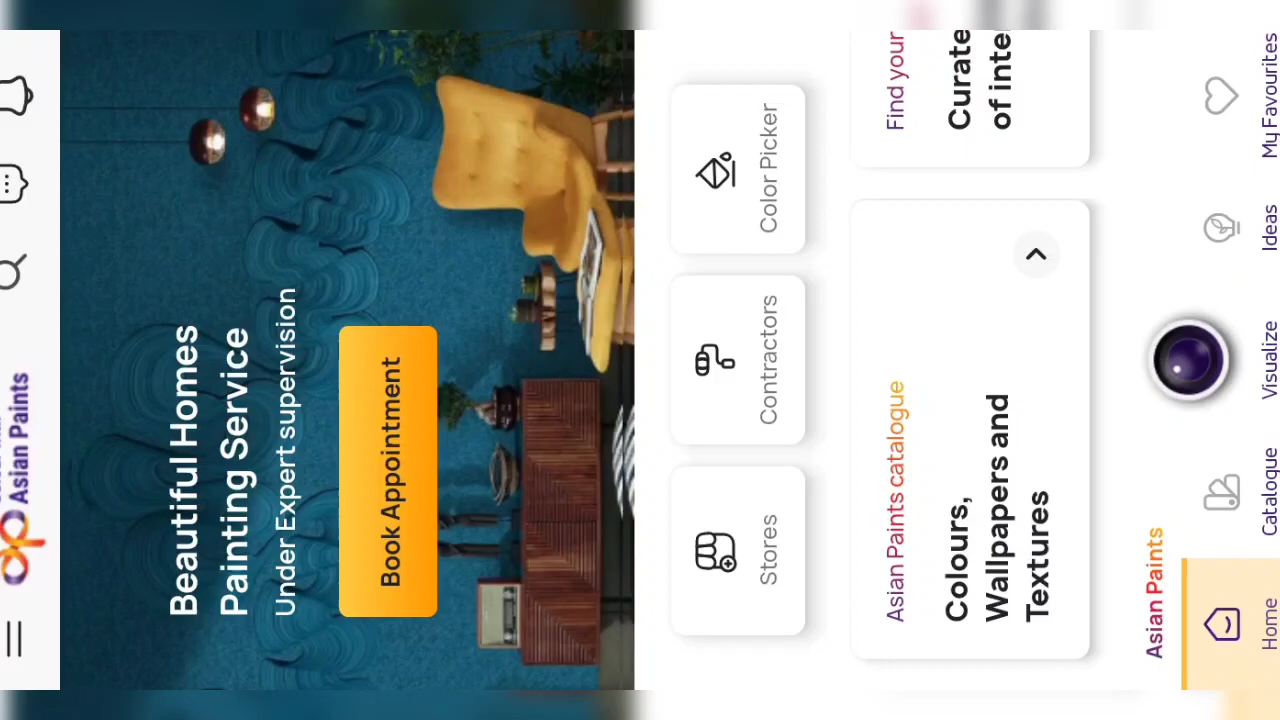 Asian Paints
Beautiful Homes
Painting Service
Under Expert supervision
Book Appointment
Stores
Contractors
Color Picker
Asian Paints catalogue
Colours,
Wallpapers and
Textures
Find your
Curate
of inte
Asian Paints
Home
Catalogue
Visualize
Ideas
My Favourites